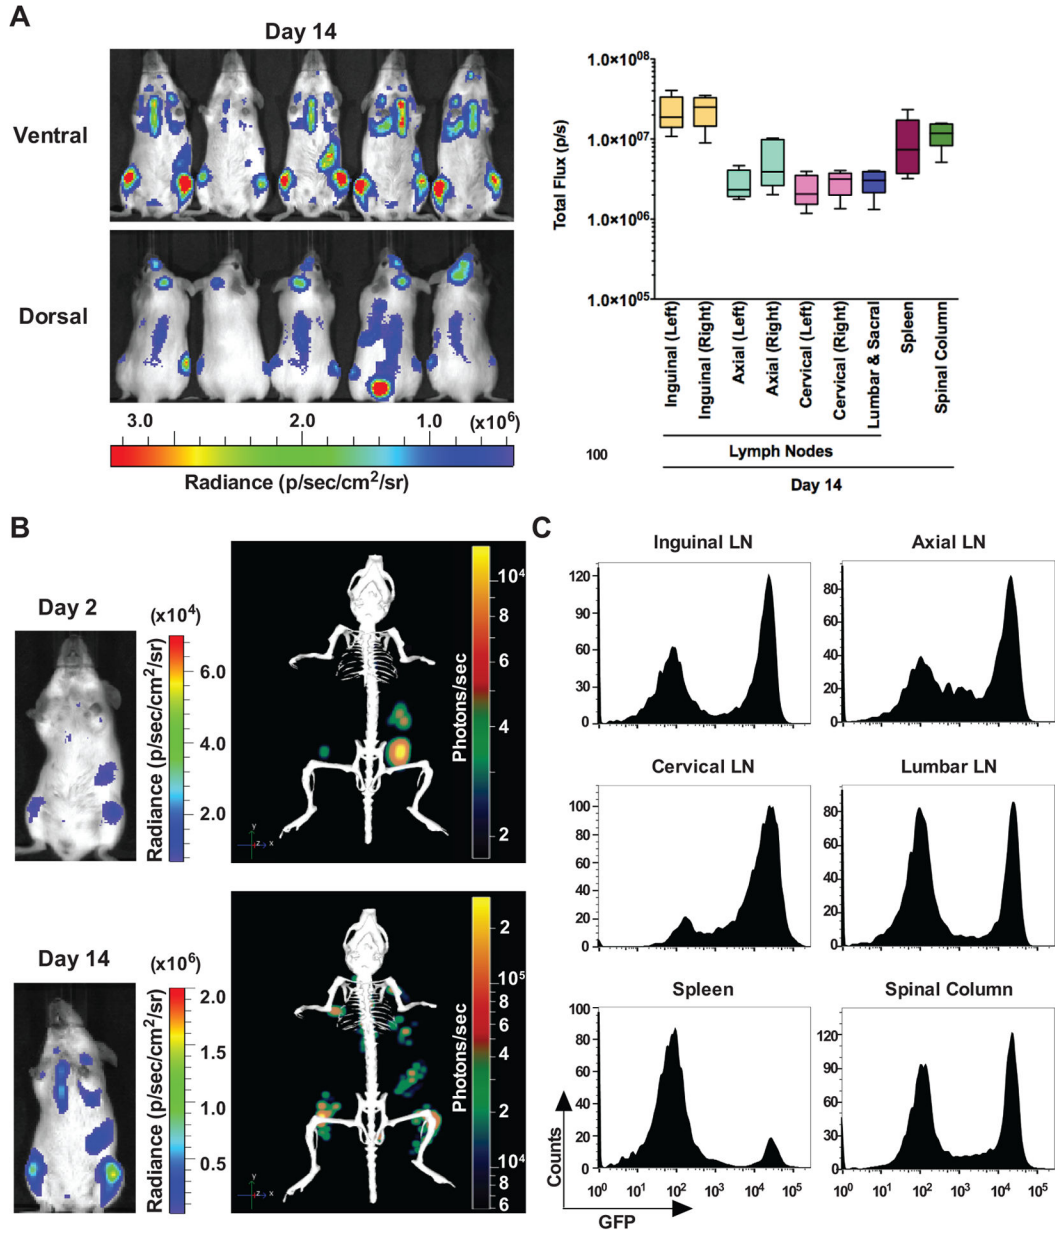 A
Day 14
Ventral
Dorsal
3.0 2.0 1.0 (x10⁶)
Radiance (p/sec/cm²/sr)
Total Flux (p/s)
1.0×10⁰⁸
1.0×10⁰⁷
1.0×10⁰⁶
1.0×10⁰⁵
Inguinal (Left)
Inguinal (Right)
Axial (Left)
Axial (Right)
Cervical (Left)
Cervical (Right)
Lumbar & Sacral
Spleen
Spinal Column
100
Lymph Nodes
Day 14
B
Day 2
(x10⁴)
6.0
4.0
2.0
Radiance (p/sec/cm²/sr)
Photons/sec
10⁴
8
6
4
2
y
z x
Day 14
(x10⁶)
2.0
1.5
1.0
0.5
Radiance (p/sec/cm²/sr)
Photons/sec
2
10⁵
8
6
4
2
10⁴
8
6
y
z x
C
Inguinal LN
120
90
60
30
0
Axial LN
80
60
40
20
0
Cervical LN
100
80
60
40
20
0
Lumbar LN
80
60
40
20
0
Spleen
100
80
60
40
20
0
10⁰ 10¹ 10² 10³ 10⁴ 10⁵
Spinal Column
120
90
60
30
0
10⁰ 10¹ 10² 10³ 10⁴ 10⁵
Counts
GFP